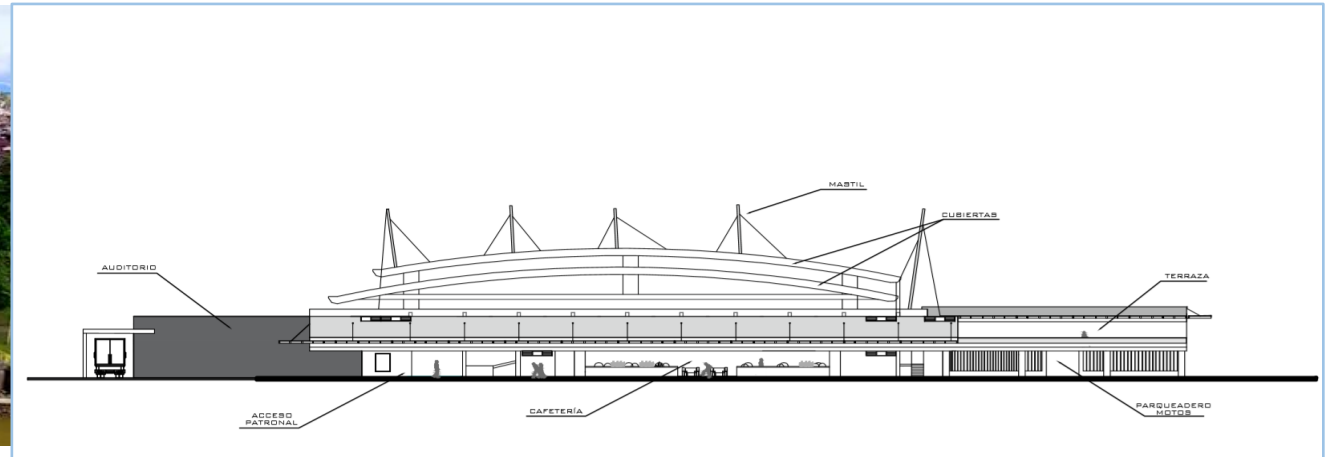 MASTIL
CUBIERTAS
AUDITORIO
TERRAZA
ACCESO
PATRONAL
CAFETERÍA
PARQUEADERO
MOTOS